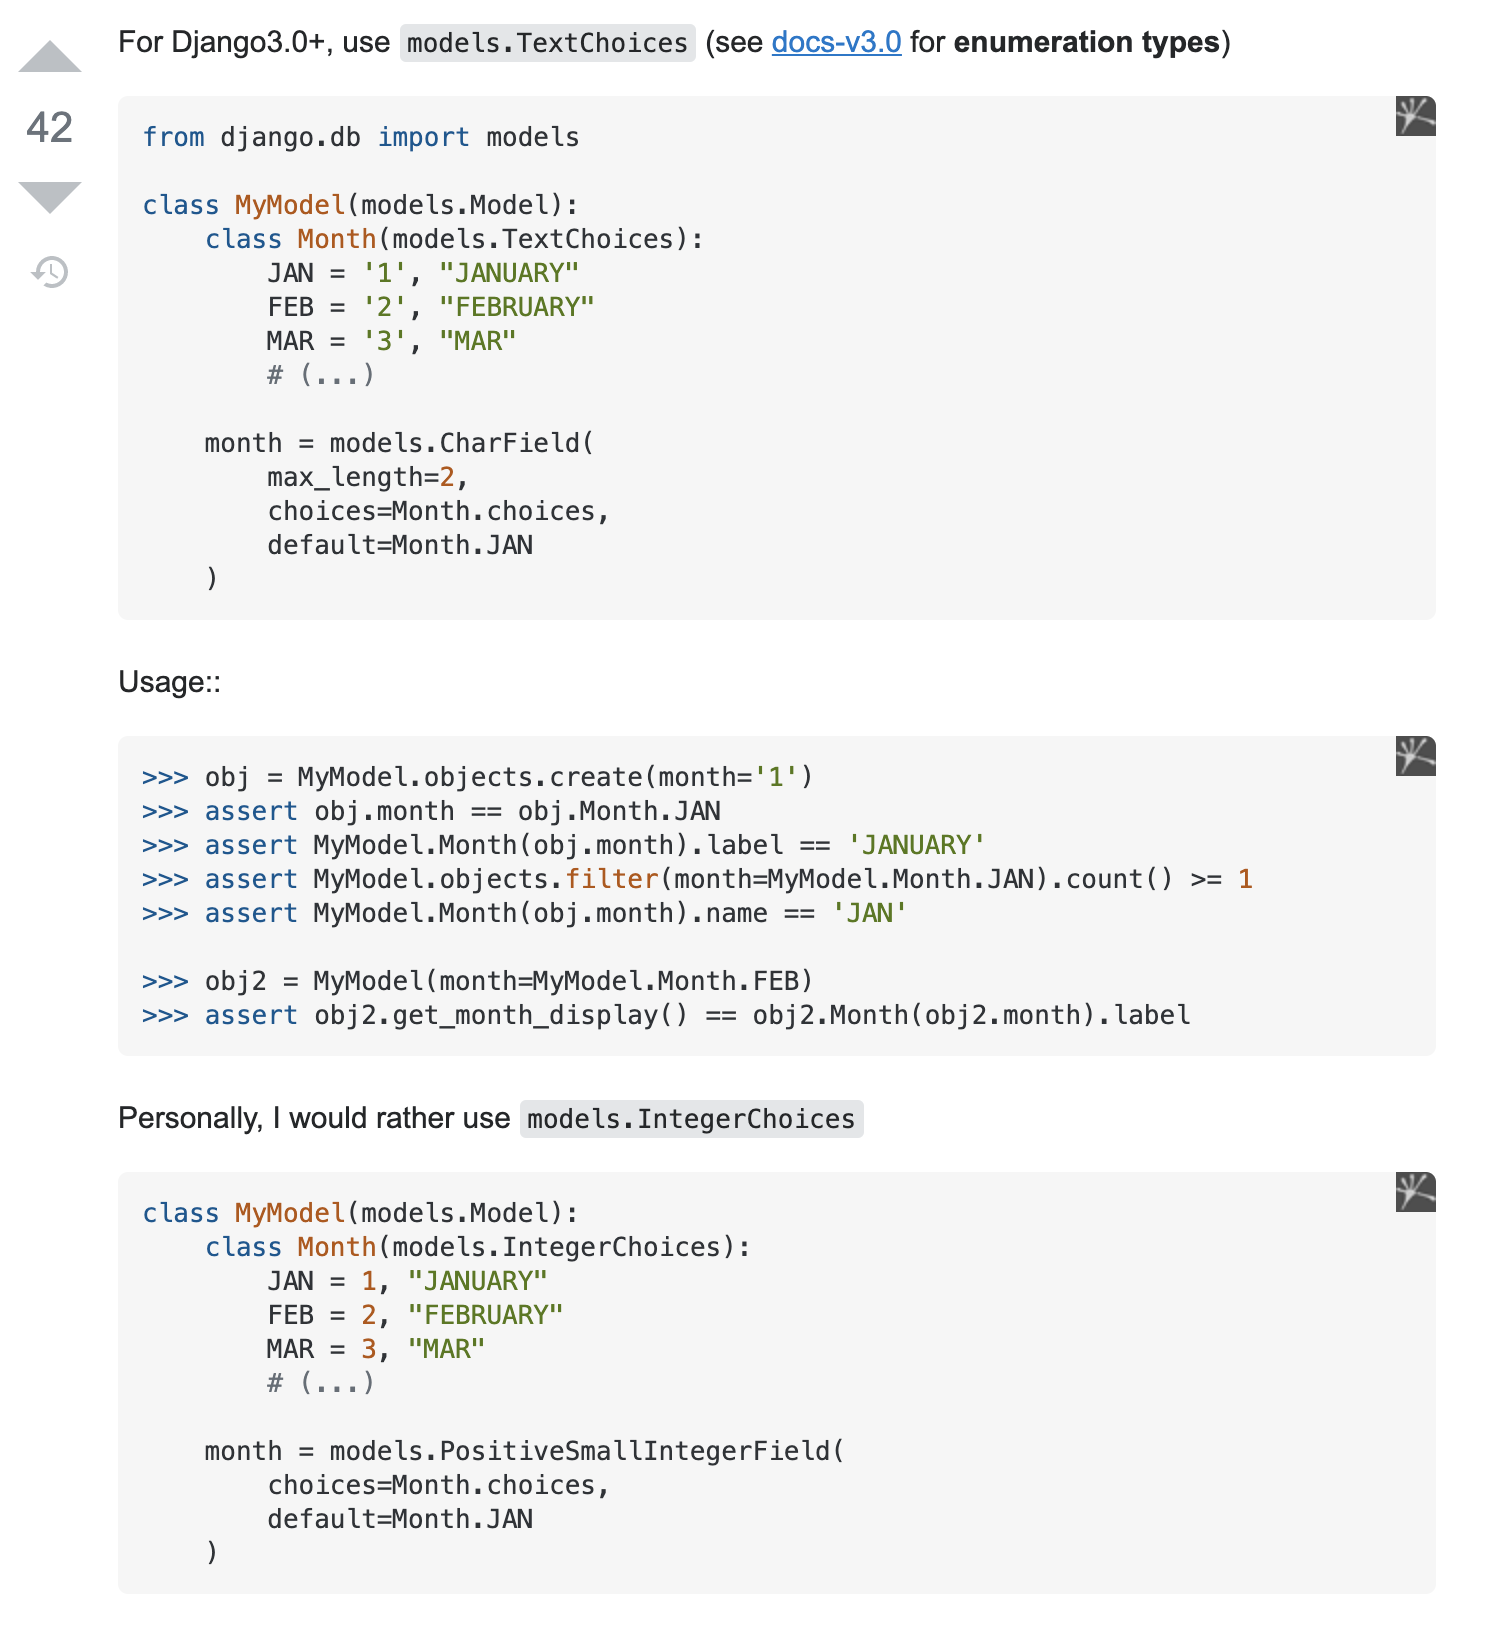 For Django3.0+, use models.TextChoices (see docs-v3.0 for enumeration types)
42
from django.db import models

class MyModel(models.Model):
    class Month(models.TextChoices):
        JAN = '1', "JANUARY"
        FEB = '2', "FEBRUARY"
        MAR = '3', "MAR"
        # (...)

    month = models.CharField(
        max_length=2,
        choices=Month.choices,
        default=Month.JAN
    )
Usage::
>>> obj = MyModel.objects.create(month='1')
>>> assert obj.month == obj.Month.JAN
>>> assert MyModel.Month(obj.month).label == 'JANUARY'
>>> assert MyModel.objects.filter(month=MyModel.Month.JAN).count() >= 1
>>> assert MyModel.Month(obj.month).name == 'JAN'

>>> obj2 = MyModel(month=MyModel.Month.FEB)
>>> assert obj2.get_month_display() == obj2.Month(obj2.month).label
Personally, I would rather use models.IntegerChoices
class MyModel(models.Model):
    class Month(models.IntegerChoices):
        JAN = 1, "JANUARY"
        FEB = 2, "FEBRUARY"
        MAR = 3, "MAR"
        # (...)

    month = models.PositiveSmallIntegerField(
        choices=Month.choices,
        default=Month.JAN
    )